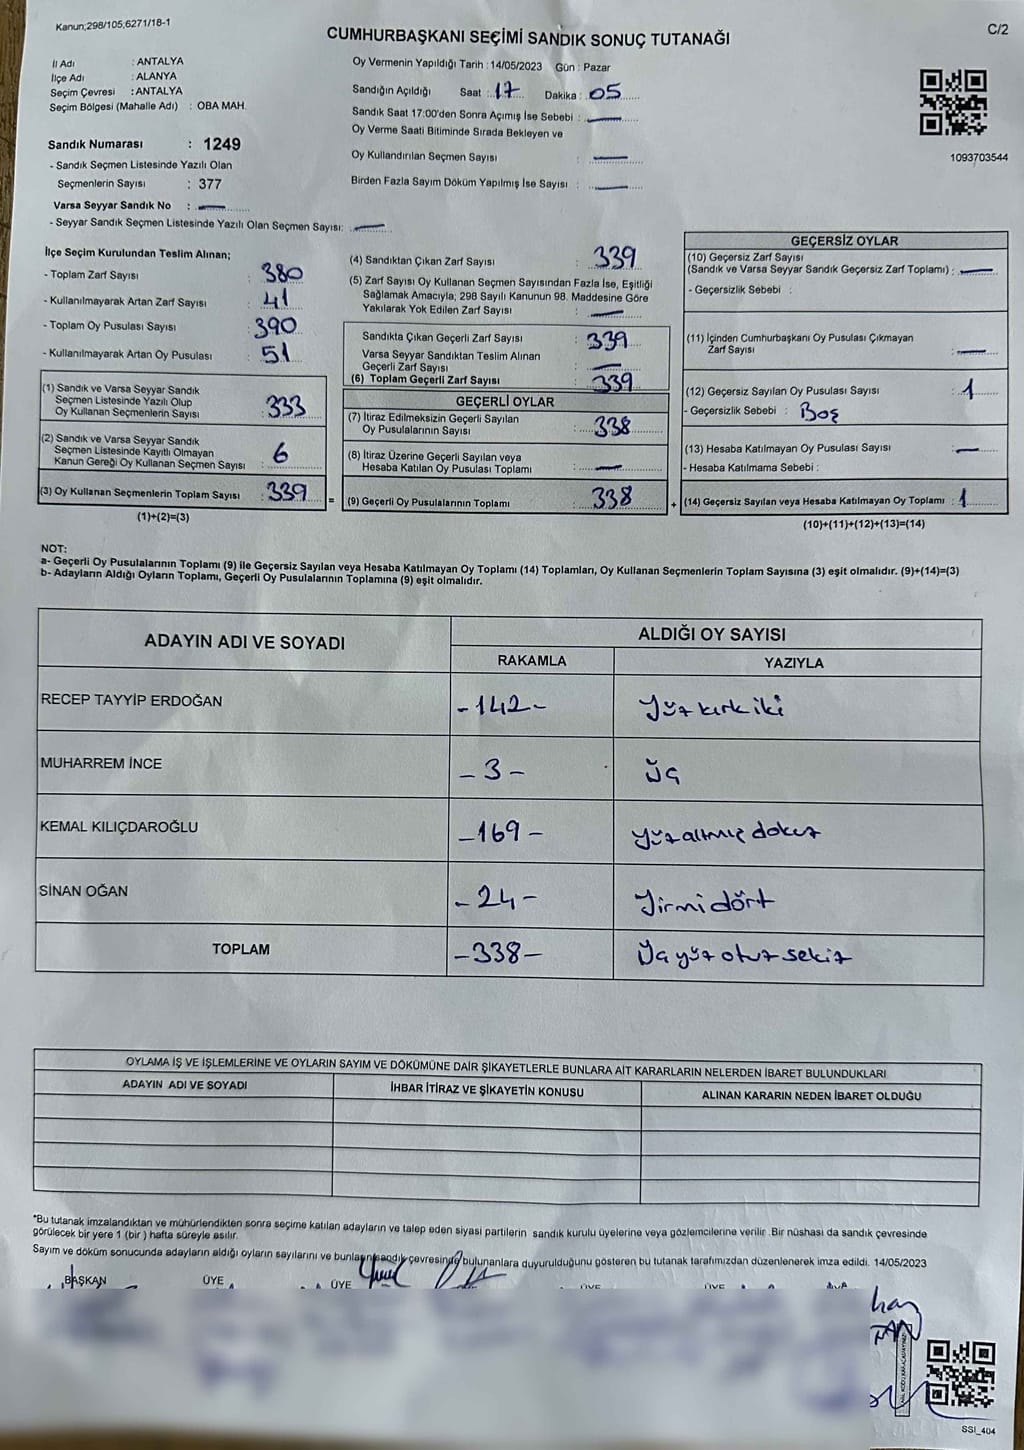 Kanun;298/105;6271/18-1
C/2
CUMHURBAŞKANI SEÇİMİ SANDIK SONUÇ TUTANAĞI
İl Adı : ANTALYA
İlçe Adı : ALANYA
Seçim Çevresi : ANTALYA
Seçim Bölgesi (Mahalle Adı) : OBA MAH.
Oy Vermenin Yapıldığı Tarih : 14/05/2023 Gün : Pazar
Sandığın Açıldığı Saat : 17 Dakika : 05
Sandık Saat 17:00'den Sonra Açımış İse Sebebi : —
Oy Verme Saati Bitiminde Sırada Bekleyen ve
Oy Kullandırılan Seçmen Sayısı : —
Birden Fazla Sayım Döküm Yapılmış İse Sayısı : —
1093703544
Sandık Numarası : 1249
- Sandık Seçmen Listesinde Yazılı Olan
Seçmenlerin Sayısı : 377
Varsa Seyyar Sandık No : —
- Seyyar Sandık Seçmen Listesinde Yazılı Olan Seçmen Sayısı: —
İlçe Seçim Kurulundan Teslim Alınan;
- Toplam Zarf Sayısı : 380
- Kullanılmayarak Artan Zarf Sayısı : 41
- Toplam Oy Pusulası Sayısı : 390
- Kullanılmayarak Artan Oy Pusulası : 51
(1) Sandık ve Varsa Seyyar Sandık
Seçmen Listesinde Yazılı Olup
Oy Kullanan Seçmenlerin Sayısı : 333
(2) Sandık ve Varsa Seyyar Sandık
Seçmen Listesinde Kayıtlı Olmayan
Kanun Gereği Oy Kullanan Seçmen Sayısı : 6
(3) Oy Kullanan Seçmenlerin Toplam Sayısı : 339
(1)+(2)=(3)
(4) Sandıktan Çıkan Zarf Sayısı : 339
(5) Zarf Sayısı Oy Kullanan Seçmen Sayısından Fazla İse, Eşitliği
Sağlamak Amacıyla; 298 Sayılı Kanunun 98. Maddesine Göre
Yakılarak Yok Edilen Zarf Sayısı : —
Sandıkta Çıkan Geçerli Zarf Sayısı : 339
Varsa Seyyar Sandıktan Teslim Alınan
Geçerli Zarf Sayısı : —
(6) Toplam Geçerli Zarf Sayısı : 339
GEÇERLİ OYLAR
(7) İtiraz Edilmeksizin Geçerli Sayılan
Oy Pusulalarının Sayısı : 338
(8) İtiraz Üzerine Geçerli Sayılan veya
Hesaba Katılan Oy Pusulası Toplamı : —
= (9) Geçerli Oy Pusulalarının Toplamı : 338
GEÇERSİZ OYLAR
(10) Geçersiz Zarf Sayısı
(Sandık ve Varsa Seyyar Sandık Geçersiz Zarf Toplamı) : —
- Geçersizlik Sebebi :
(11) İçinden Cumhurbaşkanı Oy Pusulası Çıkmayan
Zarf Sayısı : —
(12) Geçersiz Sayılan Oy Pusulası Sayısı : 1
- Geçersizlik Sebebi : Boş
(13) Hesaba Katılmayan Oy Pusulası Sayısı : —
- Hesaba Katılmama Sebebi :
+ (14) Geçersiz Sayılan veya Hesaba Katılmayan Oy Toplamı : 1
(10)+(11)+(12)+(13)=(14)
NOT:
a- Geçerli Oy Pusulalarının Toplamı (9) ile Geçersiz Sayılan veya Hesaba Katılmayan Oy Toplamı (14) Toplamları, Oy Kullanan Seçmenlerin Toplam Sayısına (3) eşit olmalıdır. (9)+(14)=(3)
b- Adayların Aldığı Oyların Toplamı, Geçerli Oy Pusulalarının Toplamına (9) eşit olmalıdır.
ADAYIN ADI VE SOYADI
ALDIĞI OY SAYISI
RAKAMLA YAZIYLA
RECEP TAYYİP ERDOĞAN -142- Yüz kırk iki
MUHARREM İNCE -3- Üç
KEMAL KILIÇDAROĞLU -169- Yüz altmış dokuz
SİNAN OĞAN -24- Yirmi dört
TOPLAM -338- Üç yüz otuz sekiz
OYLAMA İŞ VE İŞLEMLERİNE VE OYLARIN SAYIM VE DÖKÜMÜNE DAİR ŞİKAYETLERLE BUNLARA AİT KARARLARIN NELERDEN İBARET BULUNDUKLARI
ADAYIN ADI VE SOYADI İHBAR İTİRAZ VE ŞİKAYETİN KONUSU ALINAN KARARIN NEDEN İBARET OLDUĞU
*Bu tutanak imzalandıktan ve mühürlendikten sonra seçime katılan adayların ve talep eden siyasi partilerin sandık kurulu üyelerine veya gözlemcilerine verilir .Bir nüshası da sandık çevresinde
görülecek bir yere 1 (bir ) hafta süreyle asılır.
Sayım ve döküm sonucunda adayların aldığı oyların sayılarını ve bunların sandık çevresinde bulunanlara duyurulduğunu gösteren bu tutanak tarafımızdan düzenlenerek imza edildi. 14/05/2023
BAŞKAN ÜYE ÜYE ÜYE ÜYE
SSİ_404